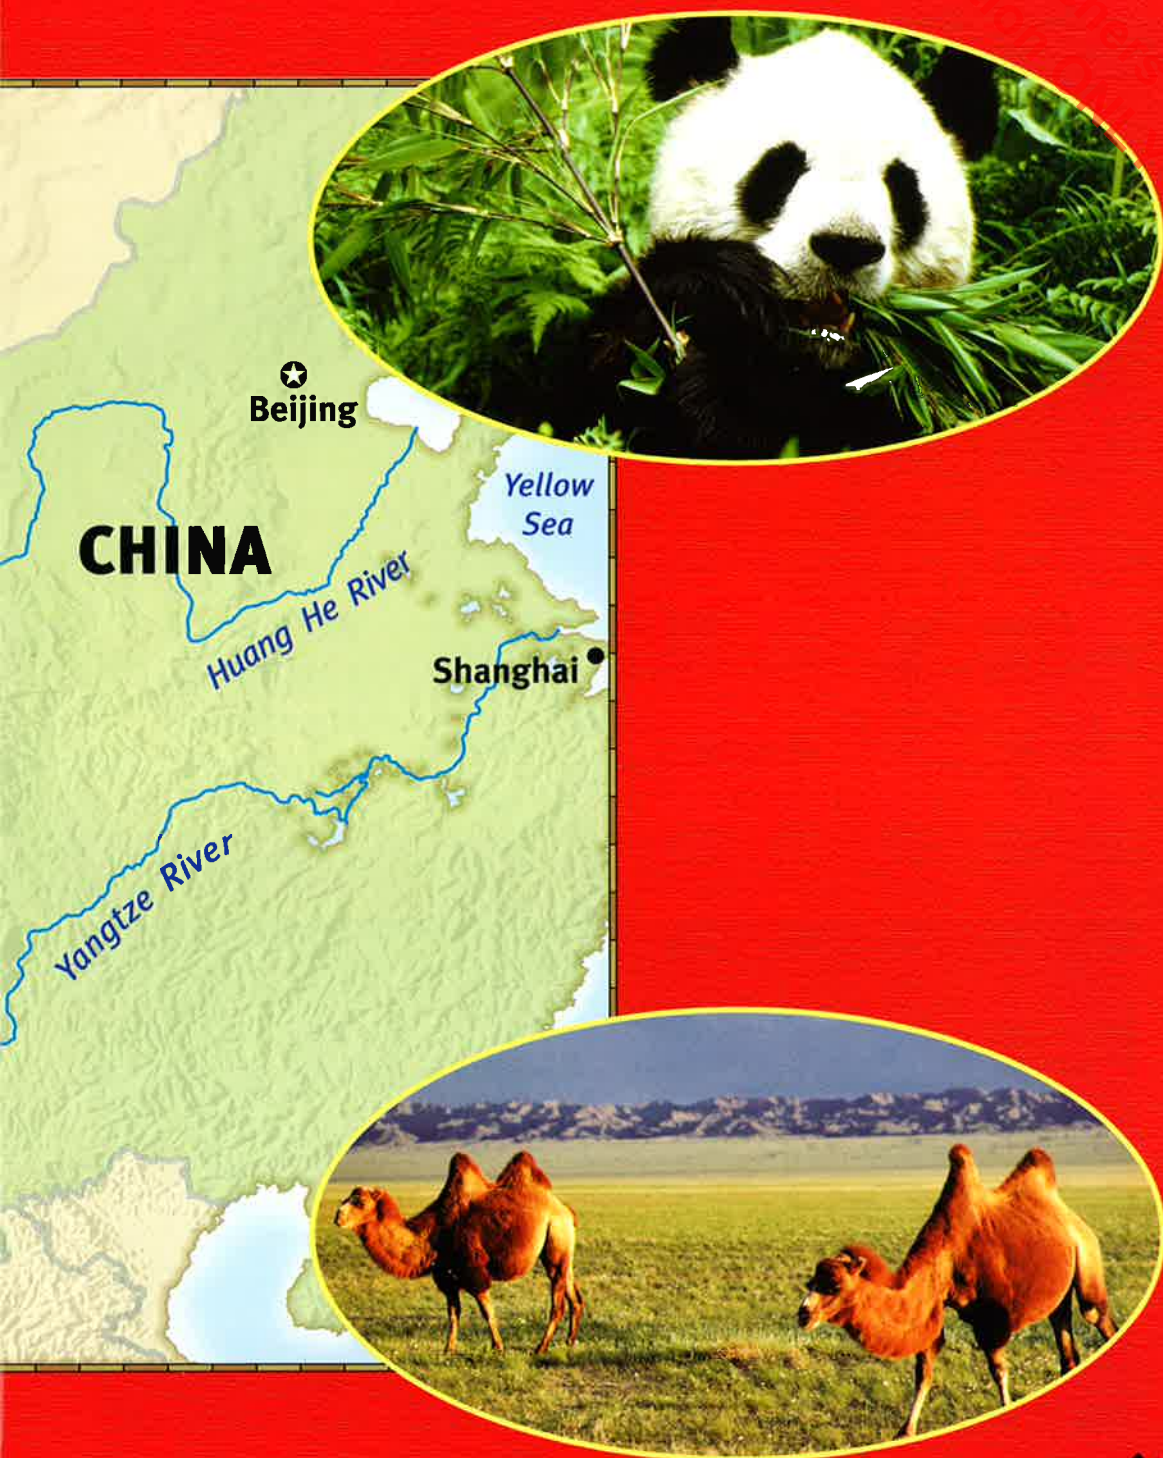 Beijing
Yellow
Sea
CHINA
Huang He River
Shanghai
Yangtze River